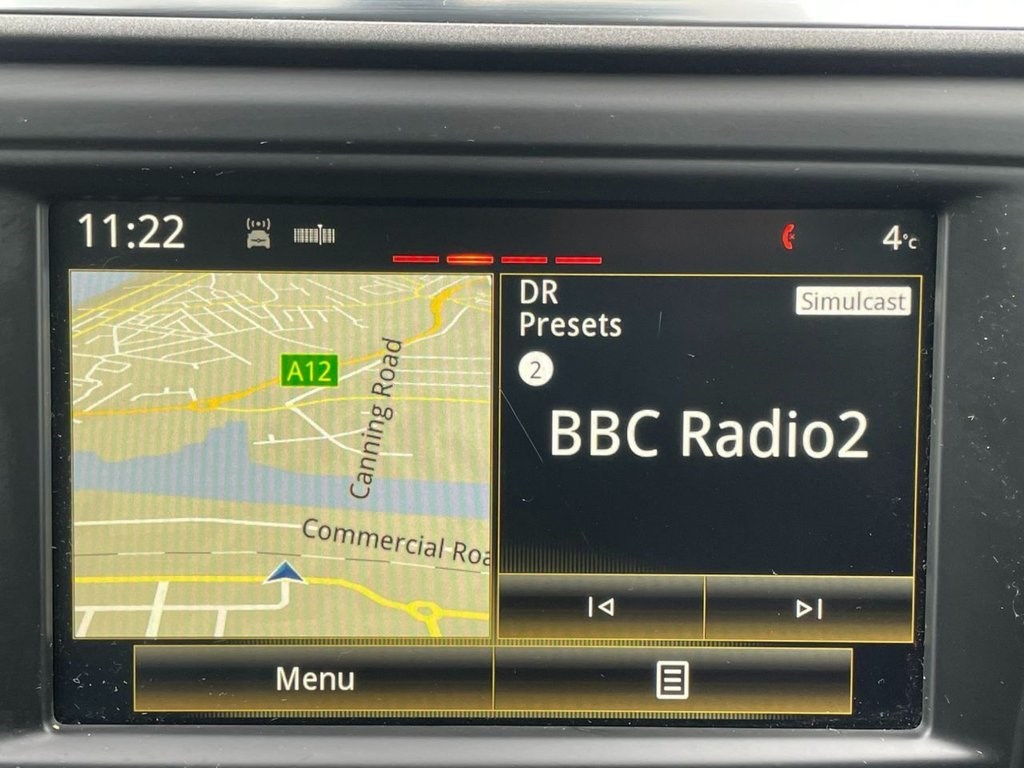 11:22
4°C
A12
Canning Road
Commercial Roa
DR
Presets
Simulcast
2
BBC Radio2
Menu